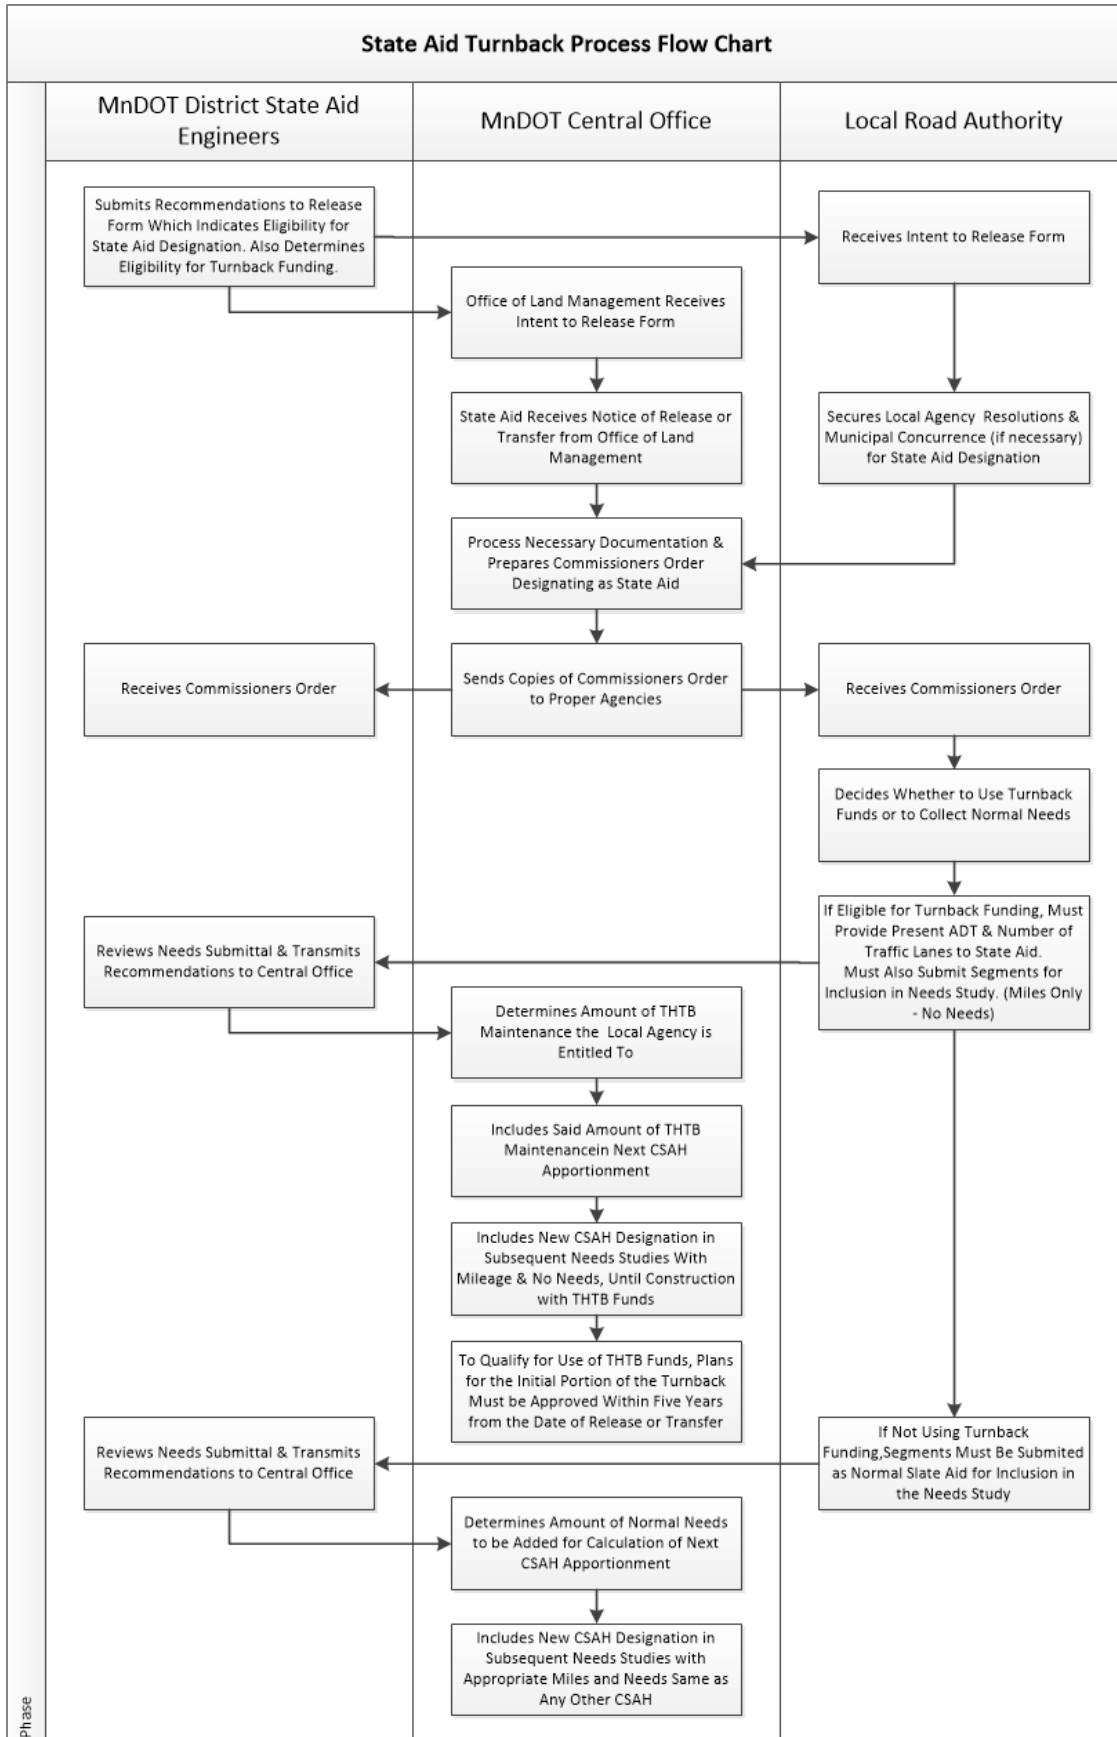 State Aid Turnback Process Flow Chart
MnDOT District State Aid
Engineers
MnDOT Central Office
Local Road Authority
Submits Recommendations to Release
Form Which Indicates Eligibility for
State Aid Designation. Also Determines
Eligibility for Turnback Funding.
Receives Intent to Release Form
Office of Land Management Receives
Intent to Release Form
State Aid Receives Notice of Release or
Transfer from Office of Land
Management
Secures Local Agency Resolutions &
Municipal Concurrence (if necessary)
for State Aid Designation
Process Necessary Documentation &
Prepares Commissioners Order
Designating as State Aid
Receives Commissioners Order
Sends Copies of Commissioners Order
to Proper Agencies
Receives Commissioners Order
Decides Whether to Use Turnback
Funds or to Collect Normal Needs
If Eligible for Turnback Funding, Must
Provide Present ADT & Number of
Traffic Lanes to State Aid.
Must Also Submit Segments for
Inclusion in Needs Study. (Miles Only
- No Needs)
Reviews Needs Submittal & Transmits
Recommendations to Central Office
Determines Amount of THTB
Maintenance the Local Agency is
Entitled To
Includes Said Amount of THTB
Maintenancein Next CSAH
Apportionment
Includes New CSAH Designation in
Subsequent Needs Studies With
Mileage & No Needs, Until Construction
with THTB Funds
To Qualify for Use of THTB Funds, Plans
for the Initial Portion of the Turnback
Must be Approved Within Five Years
from the Date of Release or Transfer
If Not Using Turnback
Funding,Segments Must Be Submited
as Normal Slate Aid for Inclusion in
the Needs Study
Reviews Needs Submittal & Transmits
Recommendations to Central Office
Determines Amount of Normal Needs
to be Added for Calculation of Next
CSAH Apportionment
Includes New CSAH Designation in
Subsequent Needs Studies with
Appropriate Miles and Needs Same as
Any Other CSAH
Phase